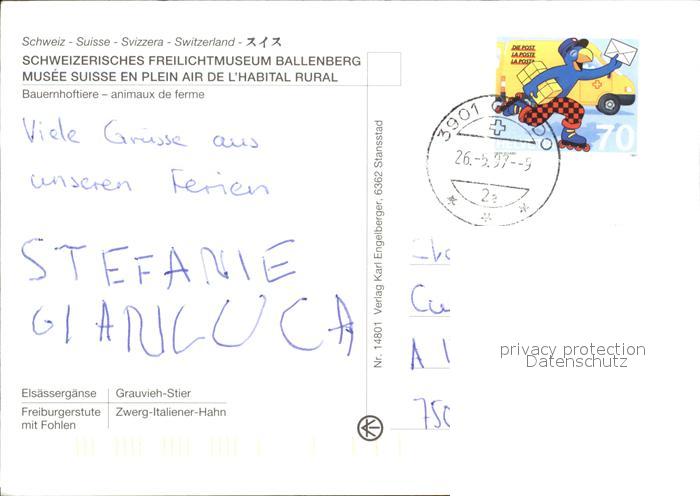 Schweiz - Suisse - Svizzera - Switzerland - スイス
SCHWEIZERISCHES FREILICHTMUSEUM BALLENBERG
MUSÉE SUISSE EN PLEIN AIR DE L'HABITAL RURAL
Bauernhoftiere – animaux de ferme
Viele Grüsse aus
unseren Ferien
STEFANIE
GIANLUCA
Elsässergänse
Grauvieh-Stier
Freiburgerstute
mit Fohlen
Zwerg-Italiener-Hahn
Nr. 14801 Verlag Karl Engelberger, 6362 Stansstad
DIE POST
LA POSTE
LA POSTA
70
HELVETIA
3901
26.-5.97--9
2a
privacy protection
Datenschutz